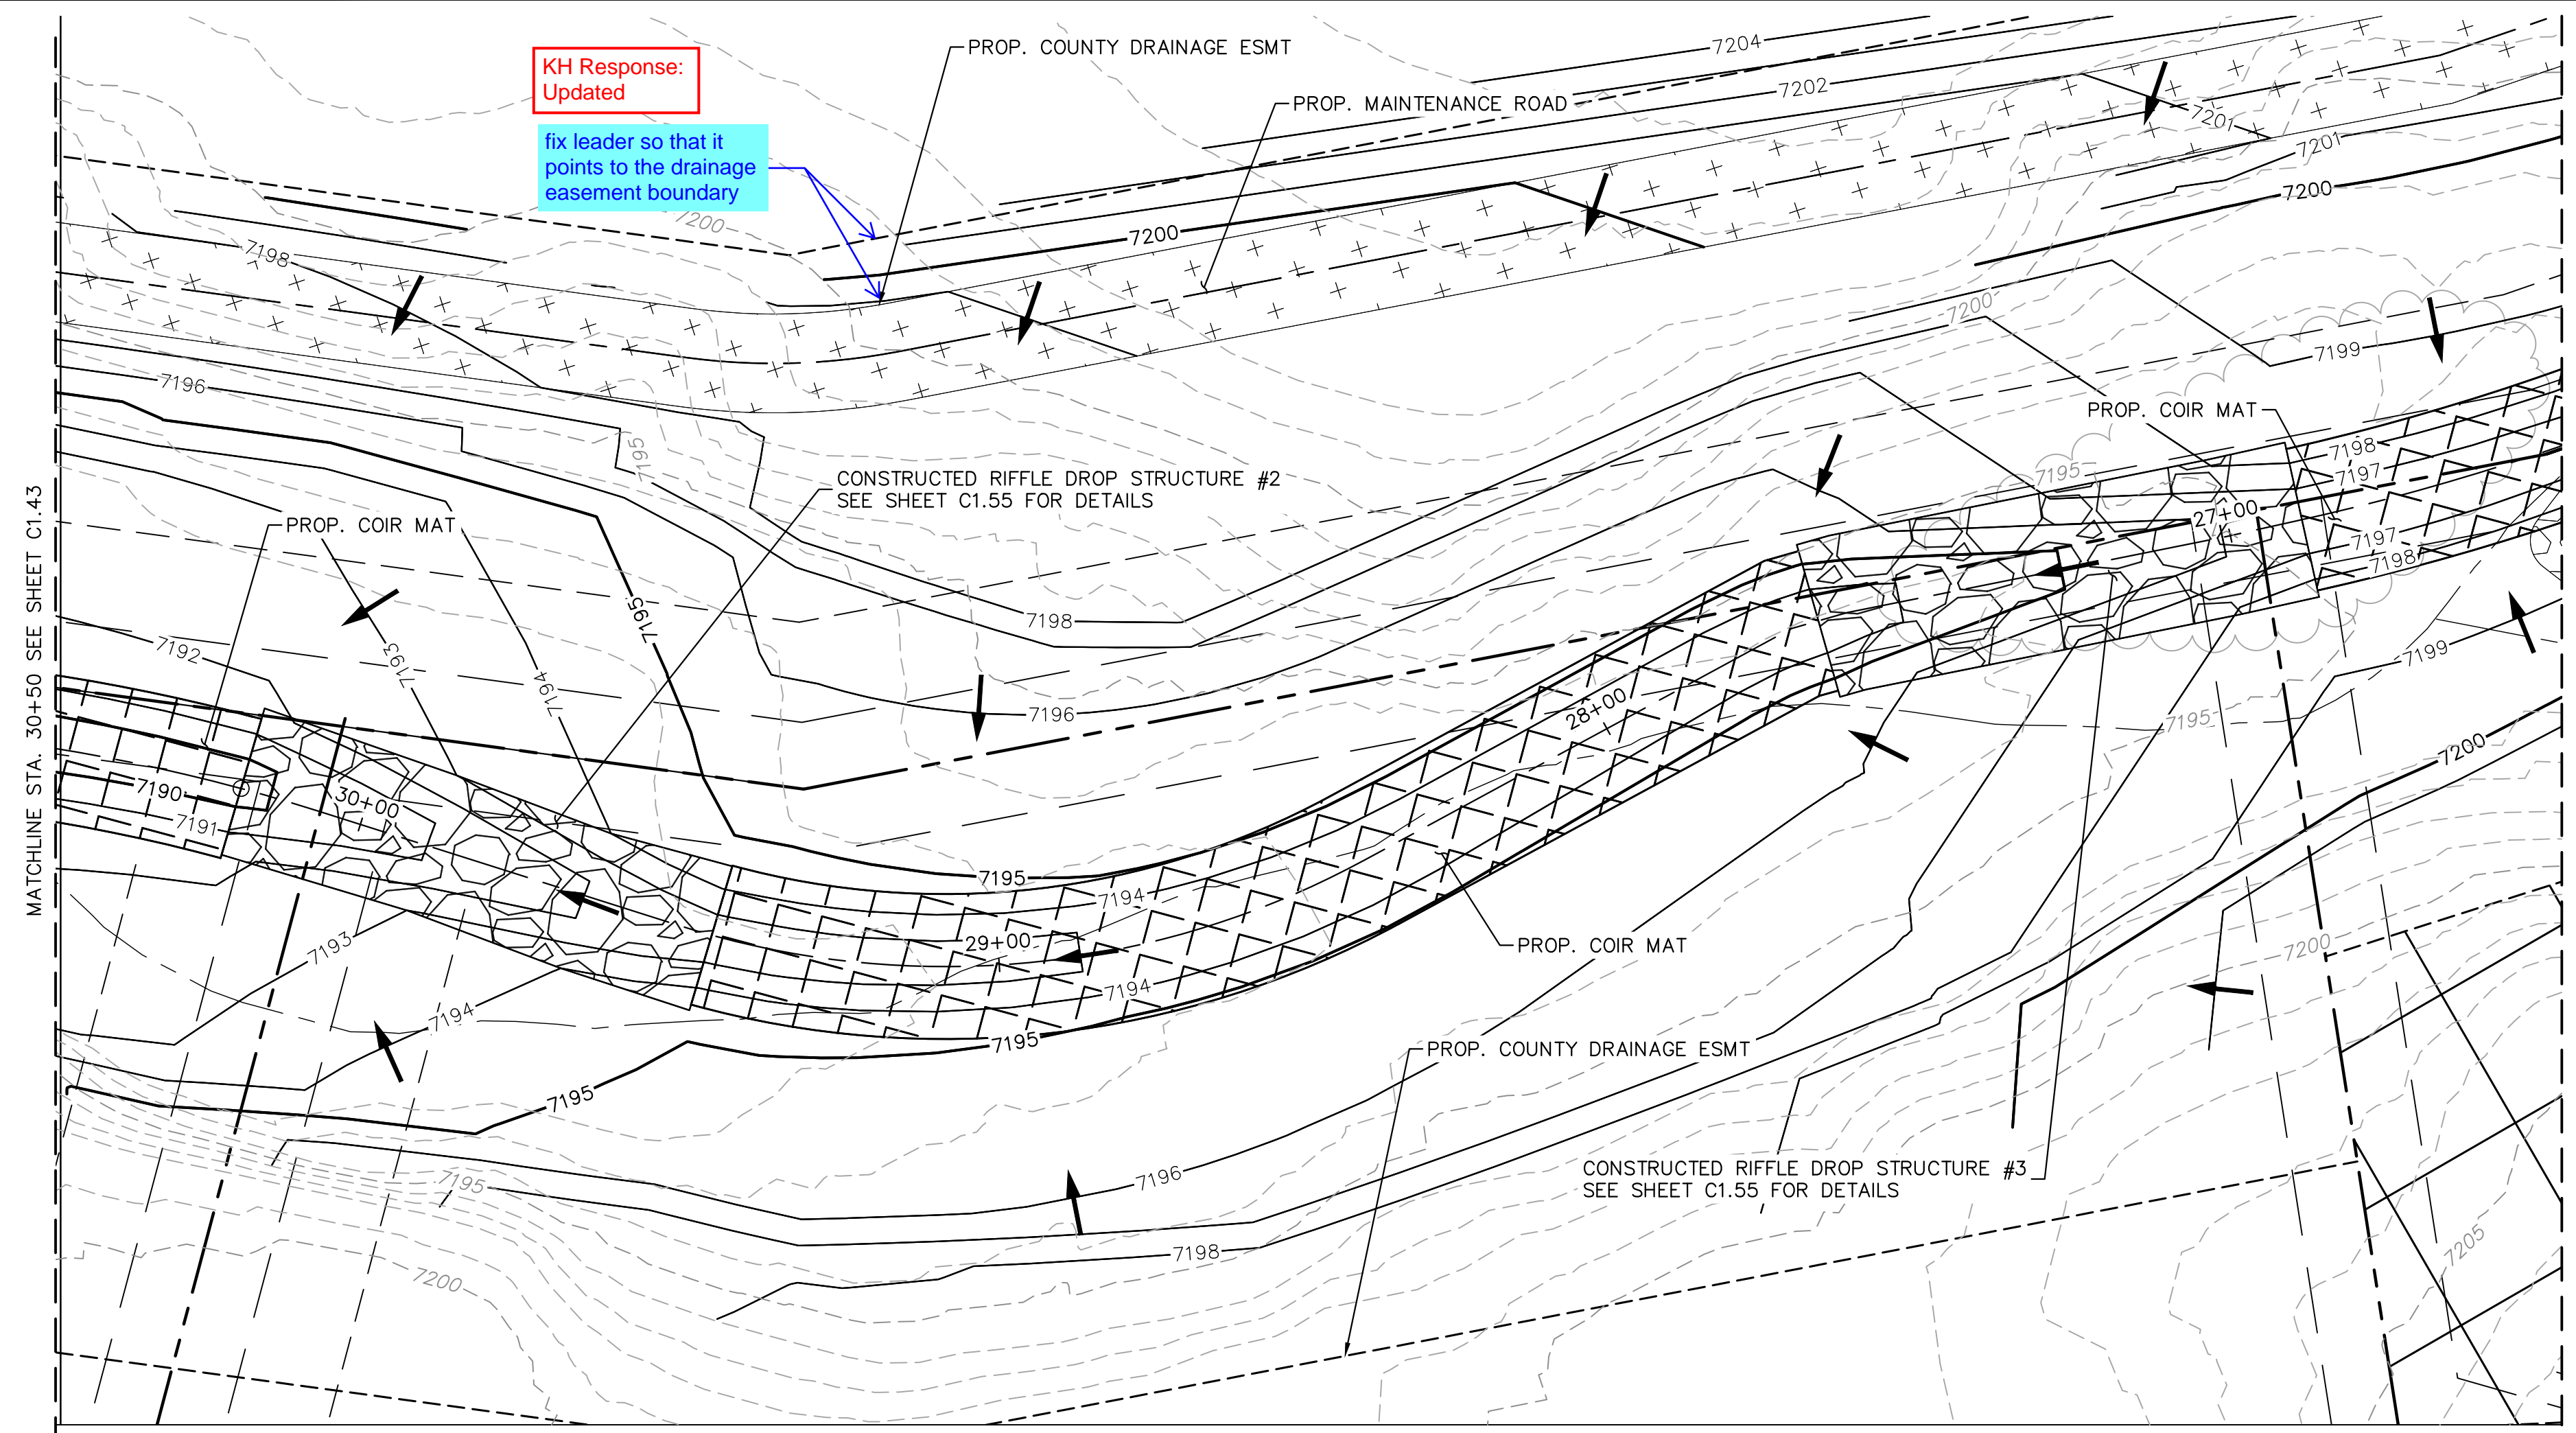 PROP. COUNTY DRAINAGE ESMT
7204
KH Response:
Updated
PROP. MAINTENANCE ROAD
7202
7201
7201
fix leader so that it
points to the drainage
easement boundary
7200
7200
7200
7198
7200
7199
7196
PROP. COIR MAT
7195
7198
7197
7195
CONSTRUCTED RIFFLE DROP STRUCTURE #2
SEE SHEET C1.55 FOR DETAILS
27+00
7197
7198
MATCHLINE STA. 30+50 SEE SHEET C1.43
PROP. COIR MAT
7195
7198
7192
7193
7194
7199
7196
28+00
7195
7200
7190
30+00
7191
7195
7194
7193
29+00
PROP. COIR MAT
7200
7194
7194
7195
PROP. COUNTY DRAINAGE ESMT
7195
7195
7196
CONSTRUCTED RIFFLE DROP STRUCTURE #3
SEE SHEET C1.55 FOR DETAILS
7198
7200
7205